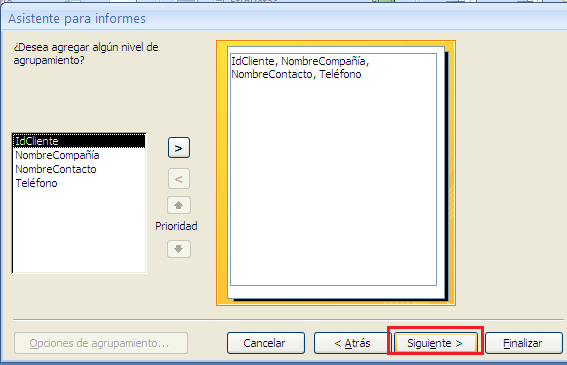 Asistente para informes
¿Desea agregar algún nivel de
agrupamiento?
IdCliente, NombreCompañía,
NombreContacto, Teléfono
IdCliente
NombreCompañía
NombreContacto
Teléfono
>
<
Prioridad
Opciones de agrupamiento...
Cancelar
< Atrás
Siguiente >
Finalizar